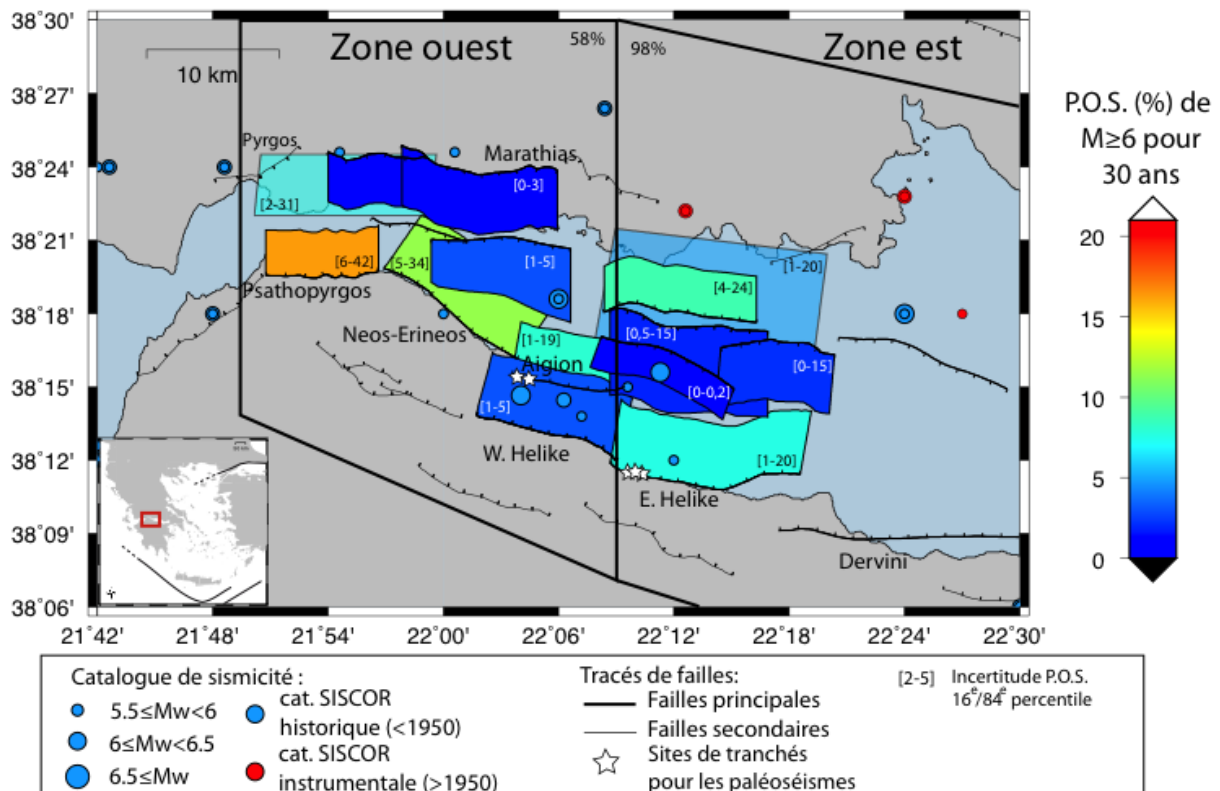 38˚30'
38˚27'
38˚24'
38˚21'
38˚18'
38˚15'
38˚12'
38˚09'
38˚06'
21˚42'
21˚48'
21˚54'
22˚00'
22˚06'
22˚12'
22˚18'
22˚24'
22˚30'
Zone ouest
58%
98%
Zone est
10 km
Pyrgos
Marathias
[2-31]
[0-3]
[6-42]
[5-34]
[1-5]
[1-20]
[4-24]
Psathopyrgos
Neos-Erineos
[1-19]
[0,5-15]
Aigion
[0-15]
[0-0,2]
[1-5]
W. Helike
[1-20]
E. Helike
Dervini
P.O.S. (%) de
M≥6 pour
30 ans
20
15
10
5
0
Catalogue de sismicité :
5.5≤Mw<6
6≤Mw<6.5
6.5≤Mw
cat. SISCOR
historique (<1950)
cat. SISCOR
instrumentale (>1950)
Tracés de failles:
Failles principales
Failles secondaires
Sites de tranchés
pour les paléoséismes
[2-5] Incertitude P.O.S.
16e/84e percentile